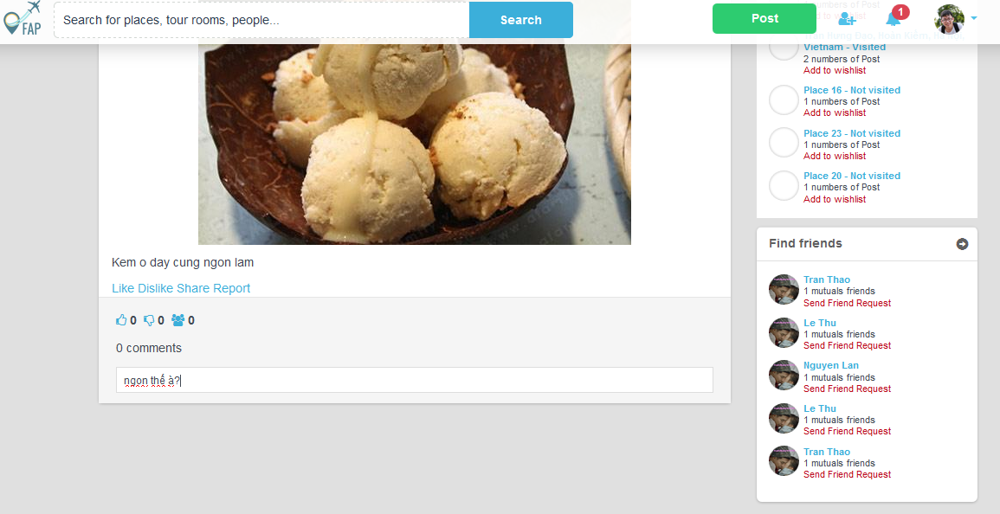 FAP
Search for places, tour rooms, people...
Search
Post
1
Kem o day cung ngon lam
Like Dislike Share Report
0 0 0
0 comments
ngon thế à?
Vietnam - Visited
2 numbers of Post
Add to wishlist
Place 16 - Not visited
1 numbers of Post
Add to wishlist
Place 23 - Not visited
1 numbers of Post
Add to wishlist
Place 20 - Not visited
1 numbers of Post
Add to wishlist
Find friends
Tran Thao
1 mutuals friends
Send Friend Request
Le Thu
1 mutuals friends
Send Friend Request
Nguyen Lan
1 mutuals friends
Send Friend Request
Le Thu
1 mutuals friends
Send Friend Request
Tran Thao
1 mutuals friends
Send Friend Request